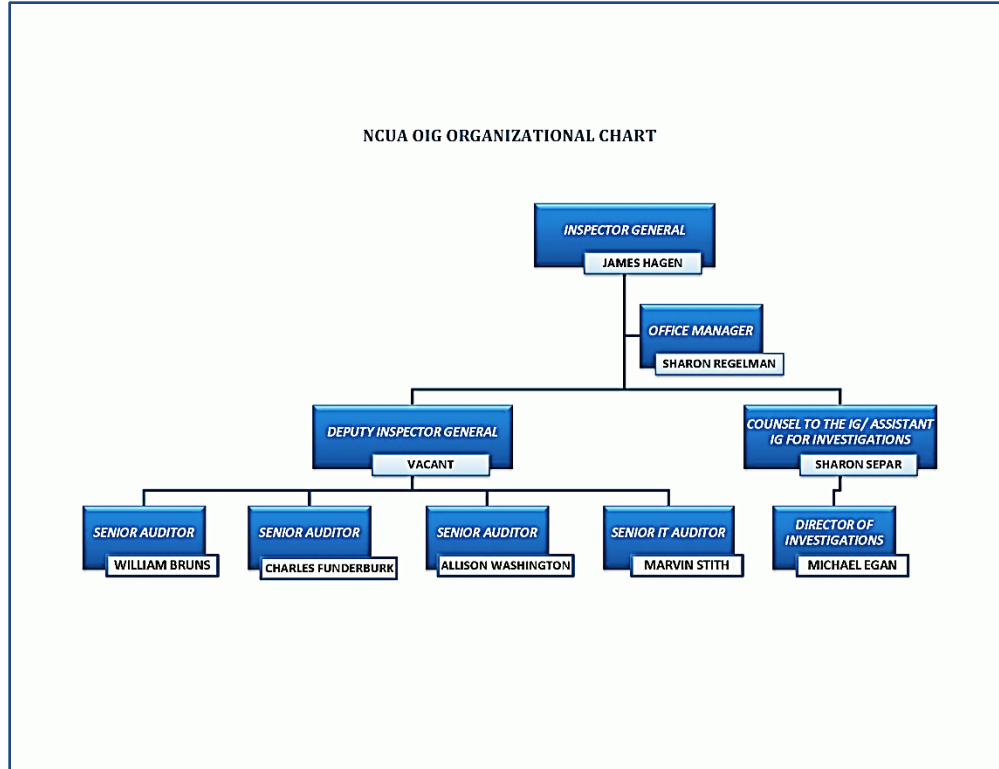 NCUA OIG ORGANIZATIONAL CHART
INSPECTOR GENERAL
JAMES HAGEN
OFFICE MANAGER
SHARON REGELMAN
DEPUTY INSPECTOR GENERAL
VACANT
COUNSEL TO THE IG/ ASSISTANT
IG FOR INVESTIGATIONS
SHARON SEPAR
SENIOR AUDITOR
WILLIAM BRUNS
SENIOR AUDITOR
CHARLES FUNDERBURK
SENIOR AUDITOR
ALLISON WASHINGTON
SENIOR IT AUDITOR
MARVIN STITH
DIRECTOR OF
INVESTIGATIONS
MICHAEL EGAN